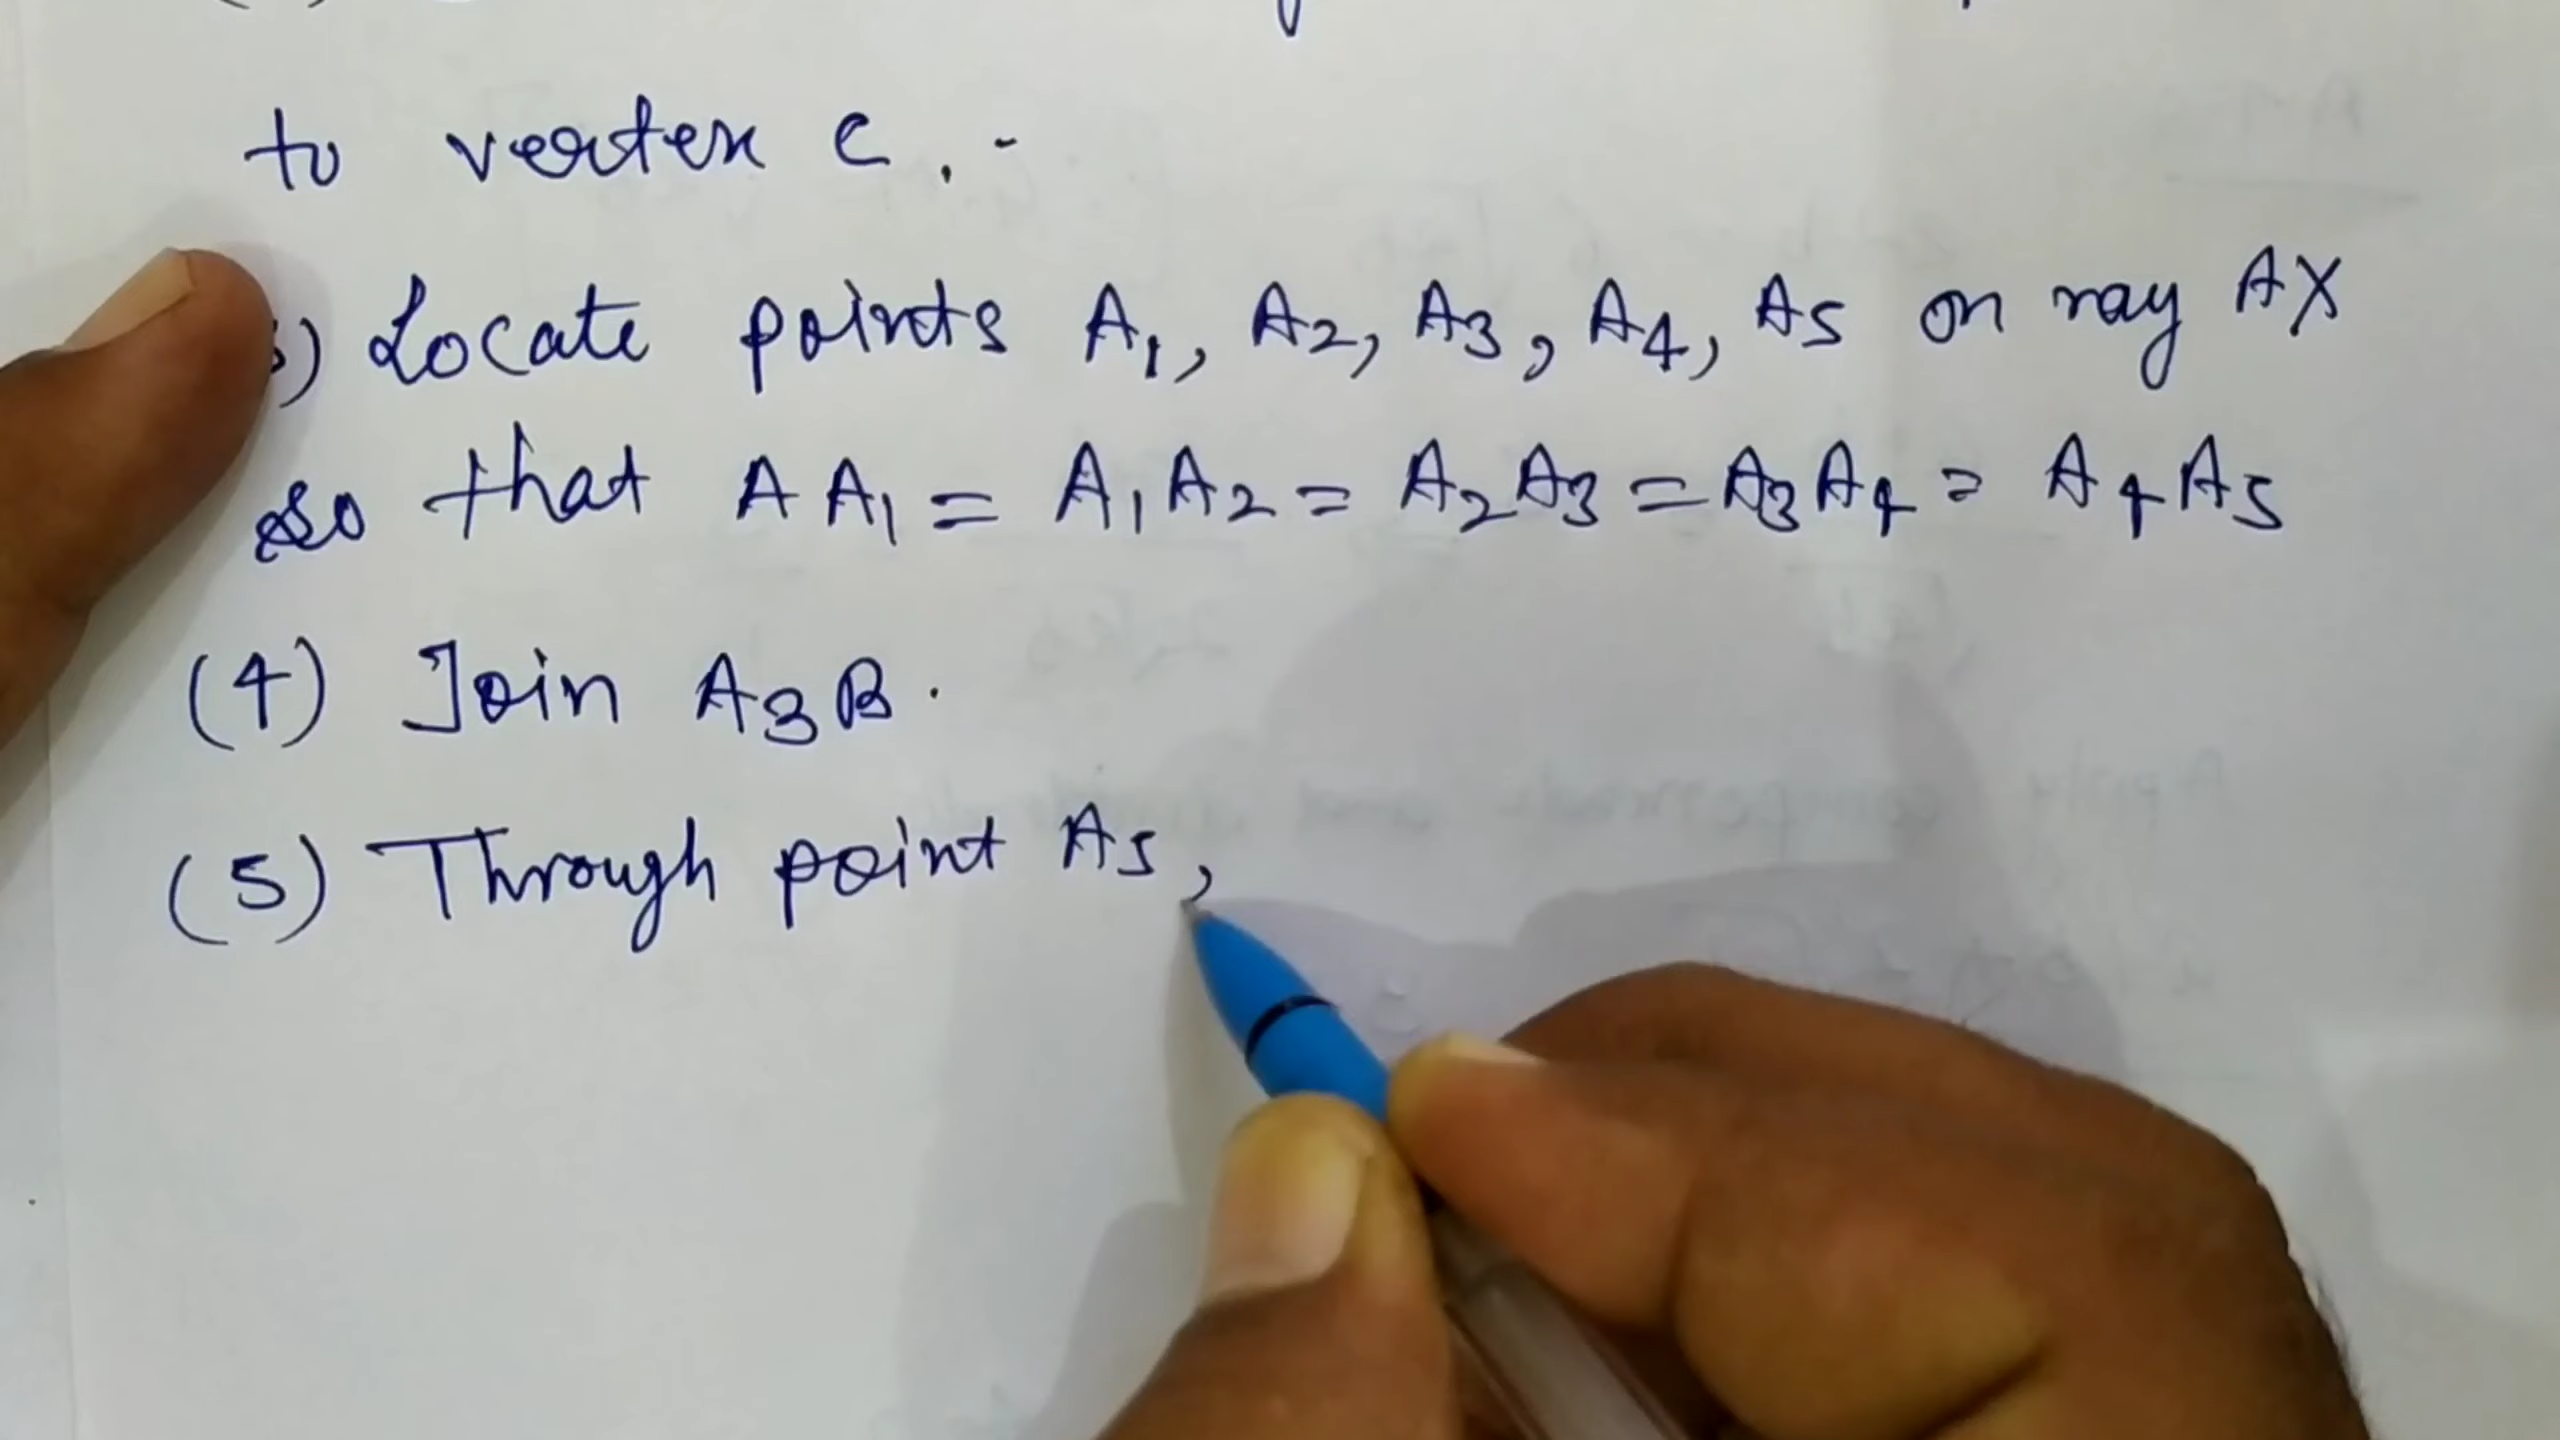 to vertex C.
) Locate points A1, A2, A3, A4, A5 on ray AX
so that AA1 = A1A2 = A2A3 = A3A4 = A4A5
(4) Join A3B.
(5) Through point A5,